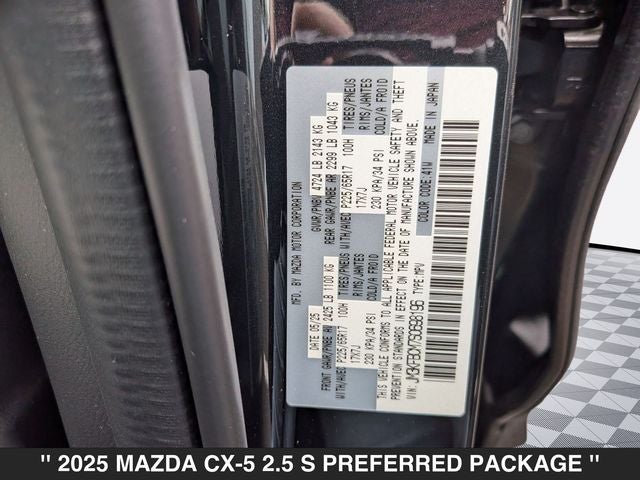 MFD. BY MAZDA MOTOR CORPORATION
DATE 05/25 GVWR/PNBV 4724 LB 2143 KG
FRONT GAWR/PNBE AV 2425 LB 1100 KG REAR GAWR/PNBE AR 2299 LB 1043 KG
WITH/AVEC TIRES/PNEUS RIMS/JANTES COLD/A FROID WITH/AVEC TIRES/PNEUS RIMS/JANTES COLD/A FROID
P225/65R17 100H P225/65R17 100H
17X7J 17X7J
230 KPA/34 PSI 230 KPA/34 PSI
THIS VEHICLE CONFORMS TO ALL APPLICABLE FEDERAL MOTOR VEHICLE SAFETY AND THEFT
PREVENTION STANDARDS IN EFFECT ON THE DATE OF MANUFACTURE SHOWN ABOVE.
TYPE:MPV COLOR CODE:41W MADE IN JAPAN
" 2025 MAZDA CX-5 2.5 S PREFERRED PACKAGE "